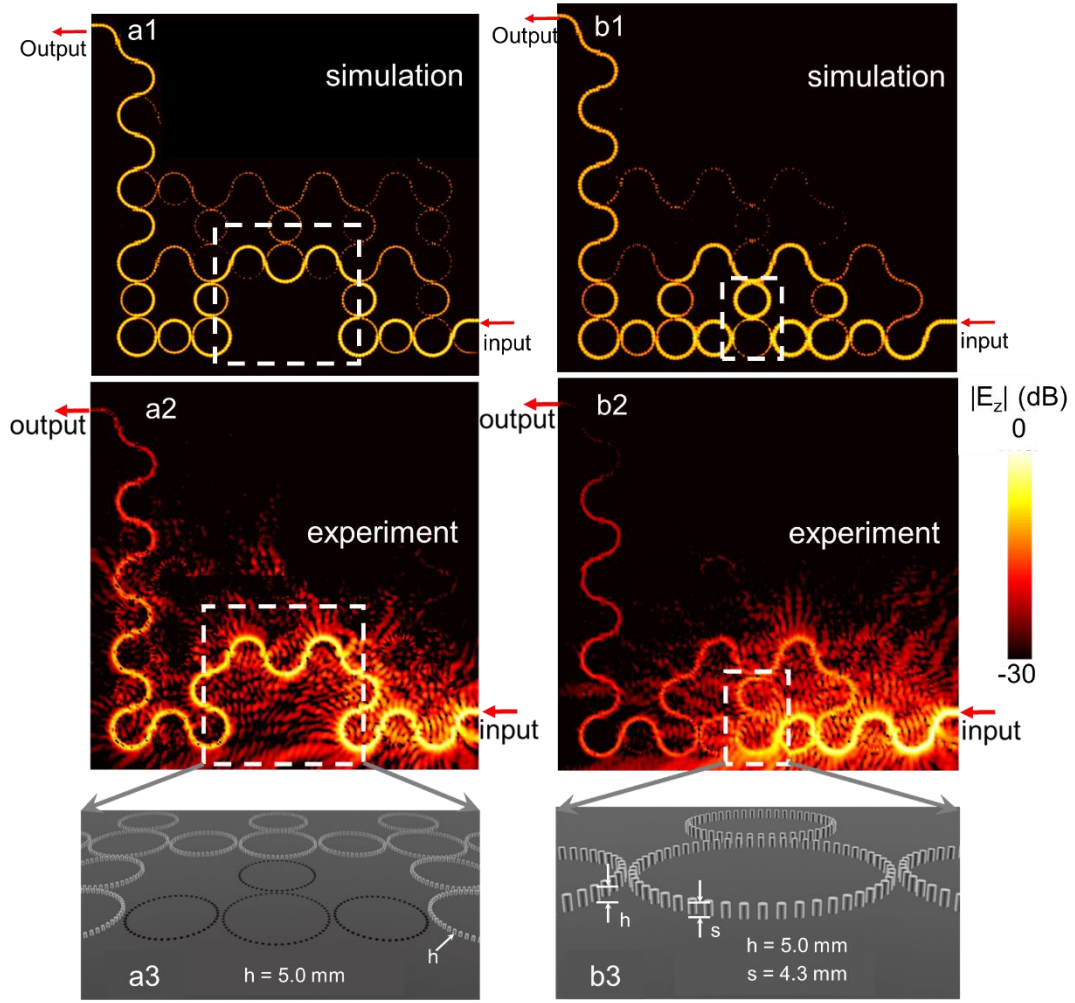 a1
Output
simulation
input
b1
Output
simulation
input
a2
output
experiment
input
b2
output
experiment
input
|E_z| (dB)
0
-30
h
a3
h = 5.0 mm
h
s
h = 5.0 mm
b3
s = 4.3 mm